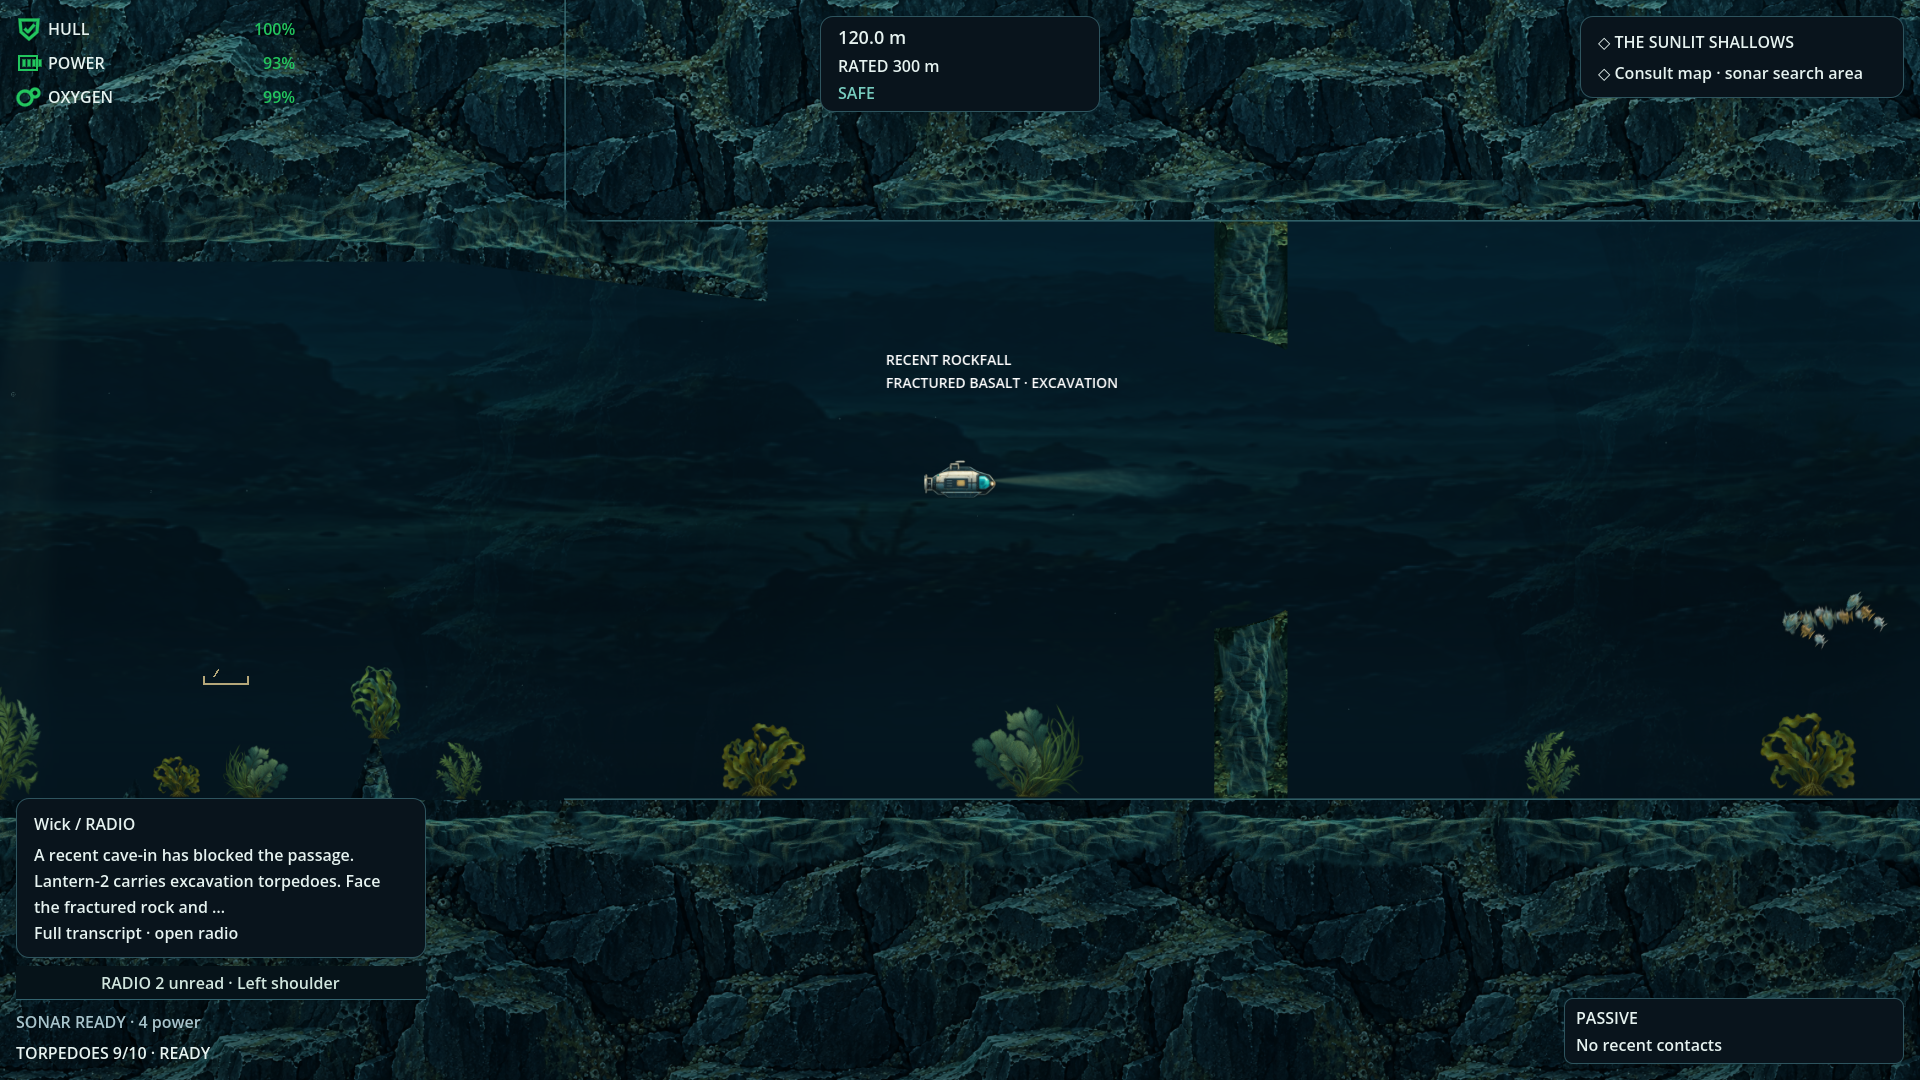 HULL 100%
POWER 93%
OXYGEN 99%
120.0 m
RATED 300 m
SAFE
◇ THE SUNLIT SHALLOWS
◇ Consult map · sonar search area
RECENT ROCKFALL
FRACTURED BASALT · EXCAVATION
Wick / RADIO
A recent cave-in has blocked the passage.
Lantern-2 carries excavation torpedoes. Face
the fractured rock and ...
Full transcript · open radio
RADIO 2 unread · Left shoulder
SONAR READY · 4 power
TORPEDOES 9/10 · READY
PASSIVE
No recent contacts